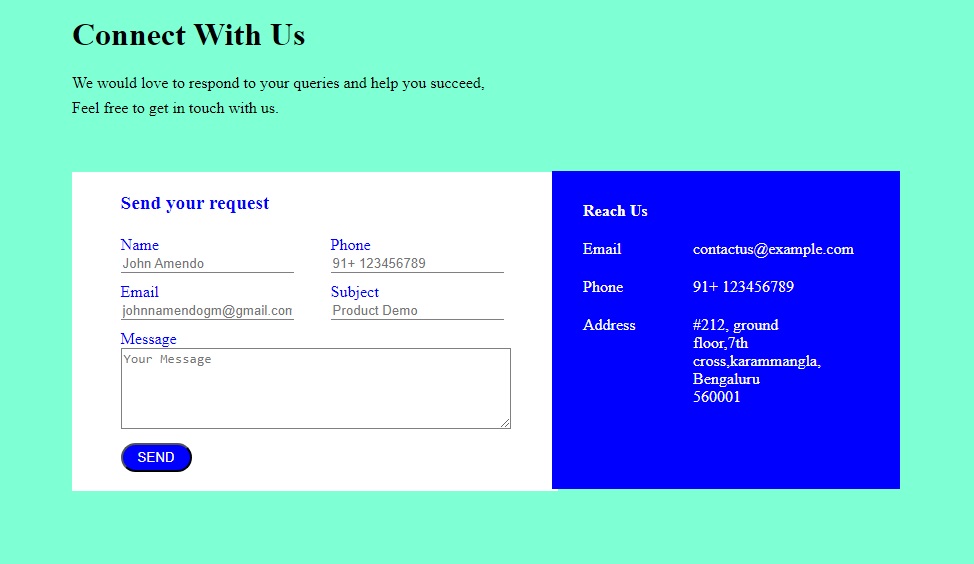 Connect With Us
We would love to respond to your queries and help you succeed,
Feel free to get in touch with us.
Send your request
Name Phone
John Amendo 91+ 123456789
Email Subject
johnnamendogm@gmail.com Product Demo
Message
Your Message
SEND
Reach Us
Email contactus@example.com
Phone 91+ 123456789
Address #212, ground
floor,7th
cross,karammangla,
Bengaluru
560001